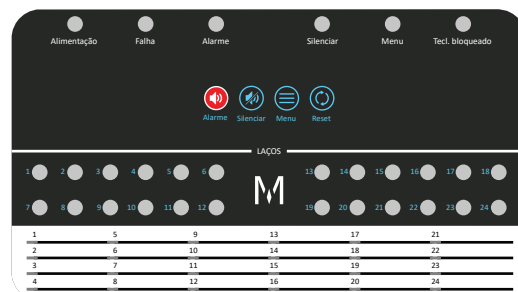 Alimentação Falha Alarme Silenciar Menu Tecl. bloqueado
Alarme Silenciar Menu Reset
LAÇOS
1 2 3 4 5 6 13 14 15 16 17 18
7 8 9 10 11 12 19 20 21 22 23 24
1 5 9 13 17 21
2 6 10 14 18 22
3 7 11 15 19 23
4 8 12 16 20 24